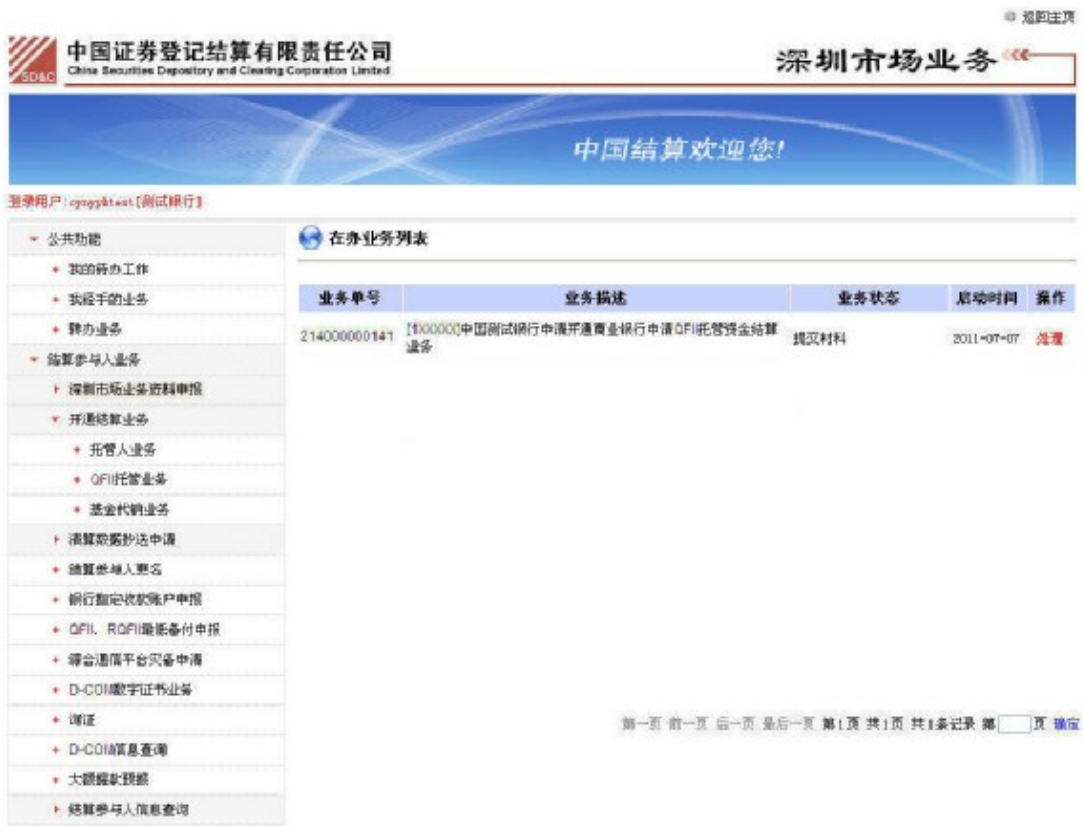 返回主页
中国证券登记结算有限责任公司
China Securities Depository and Clearing Corporation Limited
SD&C
深圳市场业务
中国结算欢迎您!
登录用户:[测试银行]
公共功能
我的待办工作
我经手的业务
转办业务
结算参与人业务
深圳市场业务资料申报
开通结算业务
托管人业务
QFII托管业务
基金代销业务
清算数据抄送申请
结算参与人更名
银行指定收款账户申报
QFII、RQFII最低备付申报
综合通信平台灾备申请
D-COM数字证书业务
询证
D-COM信息查询
大额提款预报
结算参与人信息查询
在办业务列表
业务单号 业务描述 业务状态 启动时间 操作
214000000141 中国测试银行申请开通商业银行申请QFII托管资金结算 提交材料 2011-07-07 处理
业务
第一页 前一页 后一页 最后一页 第1页 共1页 共1条记录 第 页 确定